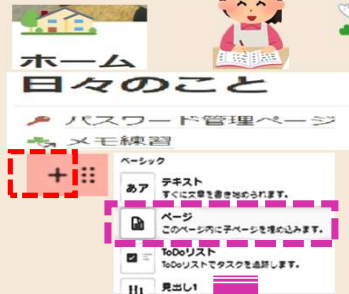 ホーム
日々のこと
パスワード管理ページ
メモ練習
+
ベーシック
あア テキスト
すぐに文章を書き始められます。
ページ
このページ内に子ページを埋め込みます。
ToDoリスト
ToDoリストでタスクを追跡します。
H1 見出し1